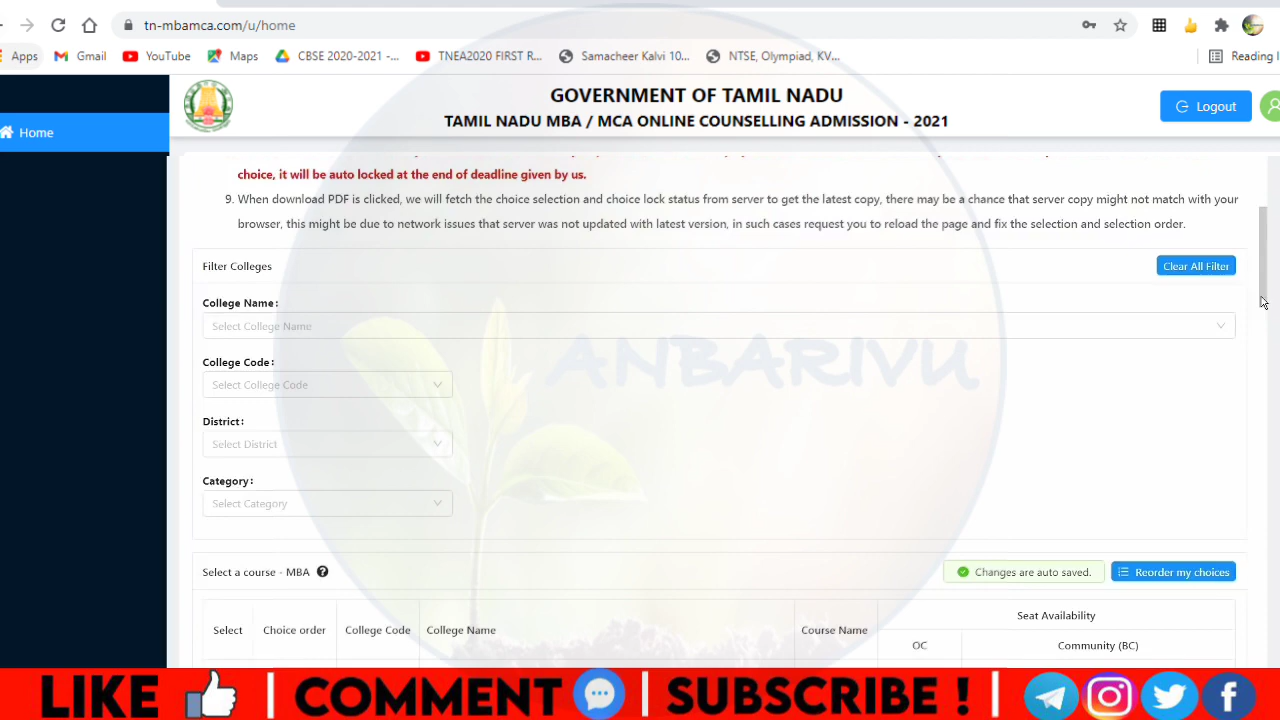 tn-mbamca.com/u/home
Apps Gmail YouTube Maps CBSE 2020-2021 -... TNEA2020 FIRST R... Samacheer Kalvi 10... NTSE, Olympiad, KV... Reading
GOVERNMENT OF TAMIL NADU
TAMIL NADU MBA / MCA ONLINE COUNSELLING ADMISSION - 2021
Logout
Home
choice, it will be auto locked at the end of deadline given by us.
9. When download PDF is clicked, we will fetch the choice selection and choice lock status from server to get the latest copy, there may be a chance that server copy might not match with your
browser, this might be due to network issues that server was not updated with latest version, in such cases request you to reload the page and fix the selection and selection order.
Filter Colleges
Clear All Filter
College Name:
Select College Name
College Code:
Select College Code
District:
Select District
Category:
Select Category
ANBARIVU
Select a course - MBA
Changes are auto saved.
Reorder my choices
Select Choice order College Code College Name Course Name Seat Availability
OC Community (BC)
LIKE | COMMENT | SUBSCRIBE ! |